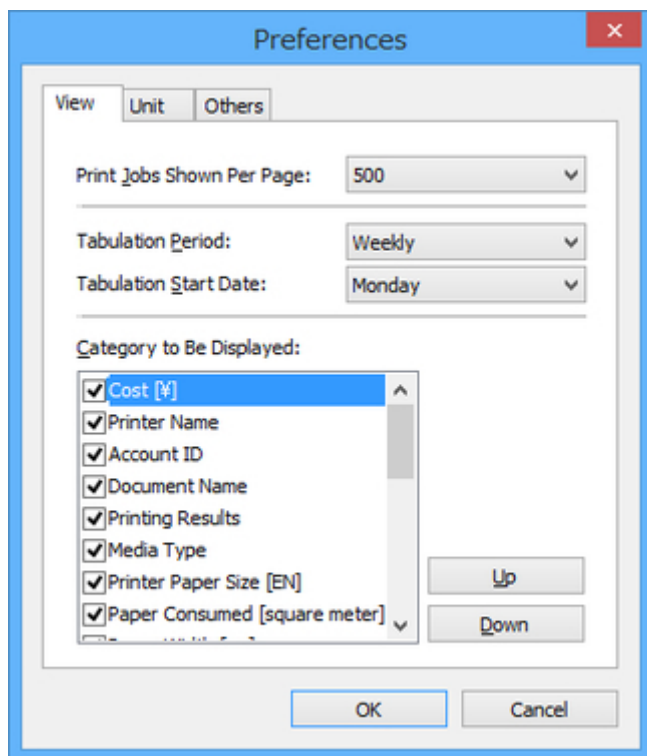 Preferences
View Unit Others
Print Jobs Shown Per Page: 500
Tabulation Period: Weekly
Tabulation Start Date: Monday
Category to Be Displayed:
Cost [¥]
Printer Name
Account ID
Document Name
Printing Results
Media Type
Printer Paper Size [EN]
Paper Consumed [square meter]
Up
Down
OK Cancel